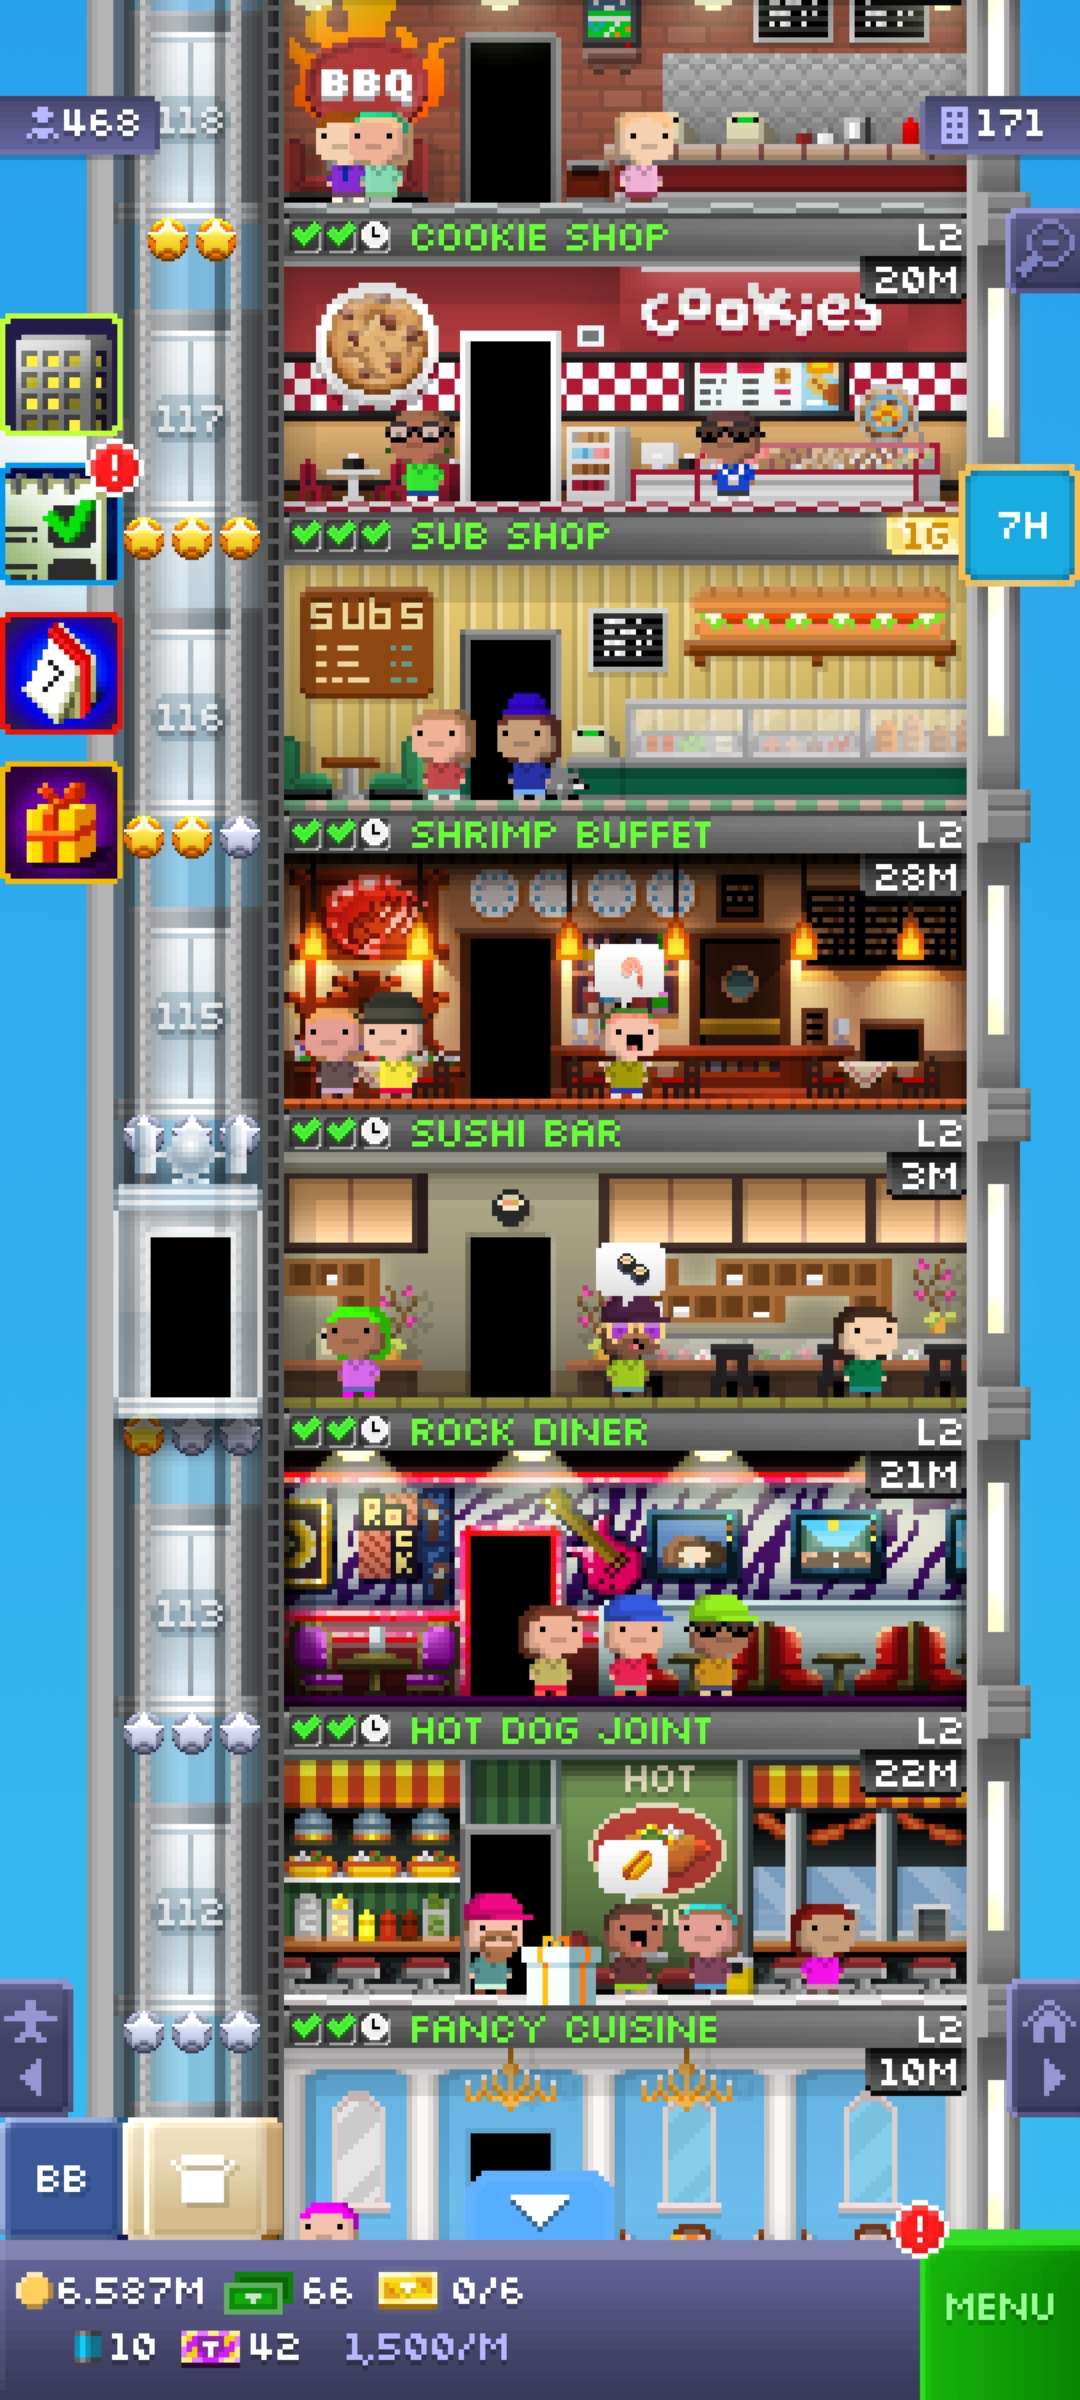 BBQ
468
118
171
COOKIE SHOP
L2
20M
cookies
117
7H
SUB SHOP
1G
subs
7
116
SHRIMP BUFFET
L2
28M
115
SUSHI BAR
L2
3M
ROCK DINER
L2
21M
ROCK
113
HOT DOG JOINT
L2
22M
HOT
112
FANCY CUISINE
L2
10M
BB
6.587M
66
0/6
MENU
10
T
42
1,500/M